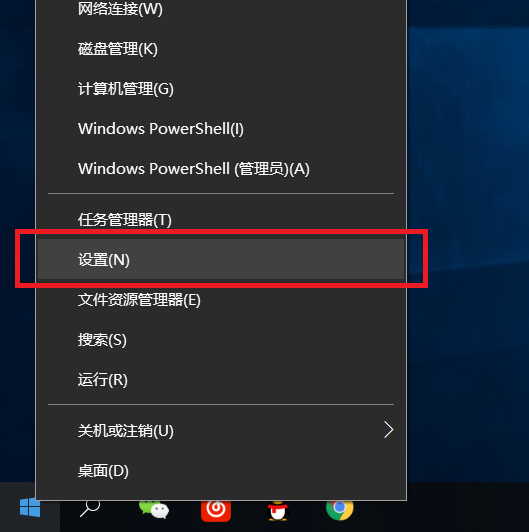 网络连接(W)
磁盘管理(K)
计算机管理(G)
Windows PowerShell(I)
Windows PowerShell (管理员)(A)
任务管理器(T)
设置(N)
文件资源管理器(E)
搜索(S)
运行(R)
关机或注销(U)
桌面(D)